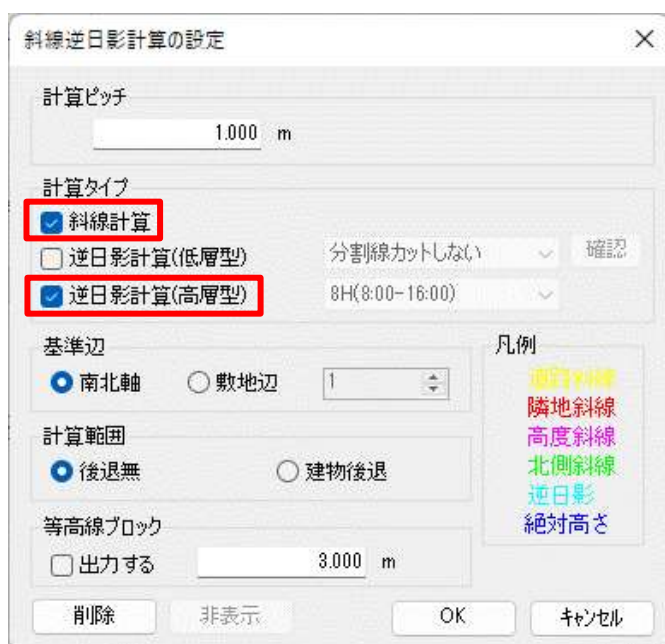 斜線逆日影計算の設定
計算ピッチ
1.000 m
計算タイプ
斜線計算
逆日影計算(低層型) 分割線カットしない 確認
逆日影計算(高層型) 8H(8:00-16:00)
基準辺
南北軸 敷地辺 1
計算範囲
後退無 建物後退
等高線ブロック
出力する 3.000 m
凡例
道路斜線
隣地斜線
高度斜線
北側斜線
逆日影
絶対高さ
削除 非表示 OK キャンセル